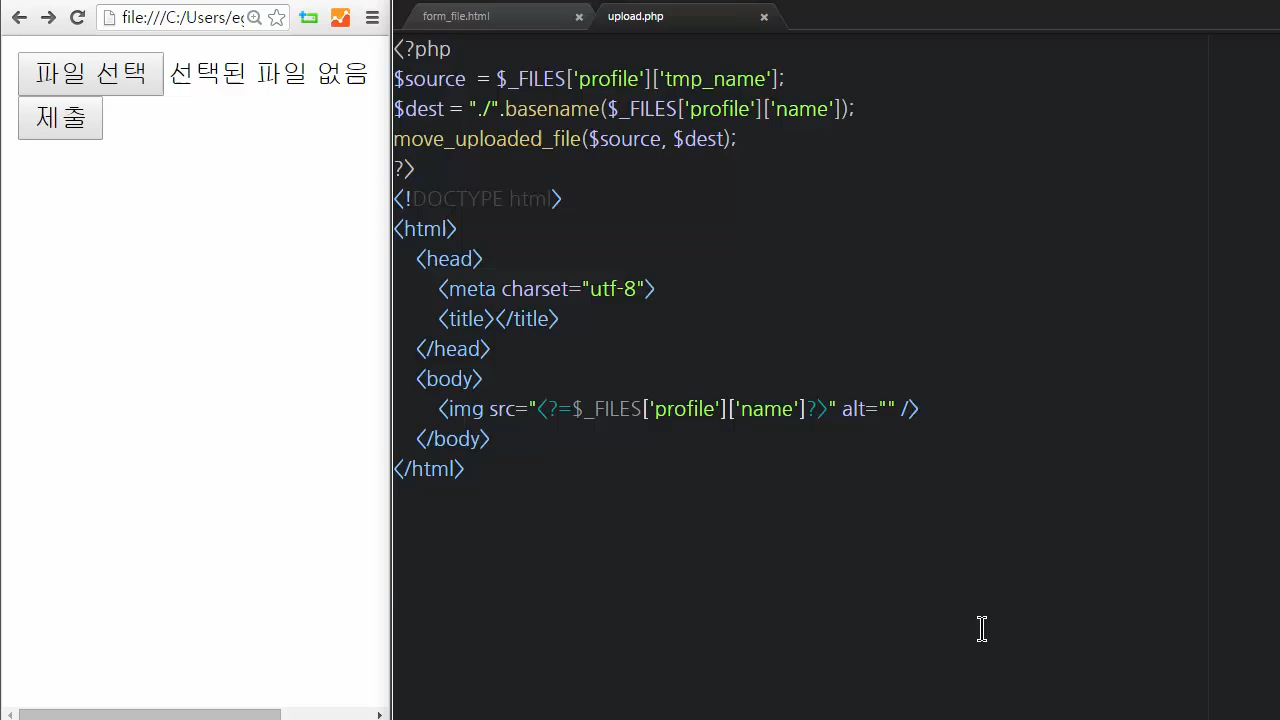 form_file.html
upload.php
file:///C:/Users/eg
파일 선택 선택된 파일 없음
제출
<?php
$source = $_FILES['profile']['tmp_name'];
$dest = "./".basename($_FILES['profile']['name']);
move_uploaded_file($source, $dest);
?>
<!DOCTYPE html>
<html>
<head>
<meta charset="utf-8">
<title></title>
</head>
<body>
<img src="<?=$_FILES['profile']['name']?>" alt="" />
</body>
</html>